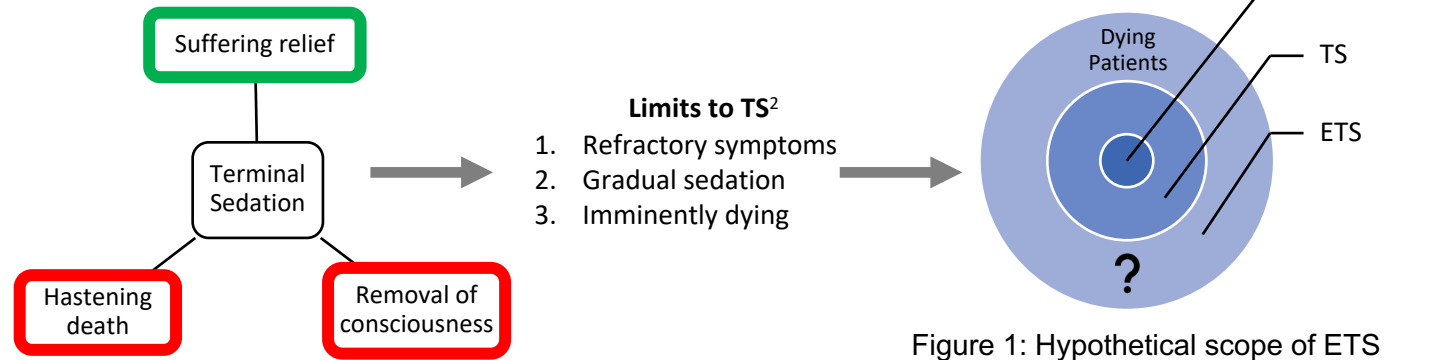 Suffering relief
Terminal
Sedation
Hastening
death
Removal of
consciousness
Limits to TS²
1. Refractory symptoms
2. Gradual sedation
3. Imminently dying
Dying
Patients
TS
ETS
?
Figure 1: Hypothetical scope of ETS